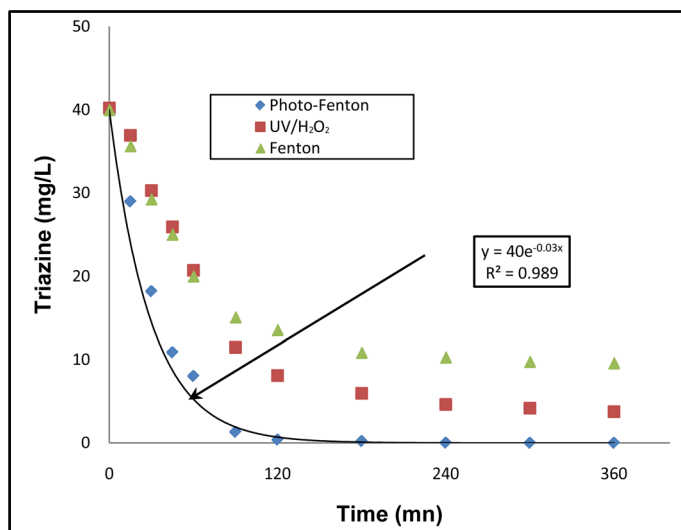 50
40
30
20
10
0
Triazine (mg/L)
Photo-Fenton
UV/H₂O₂
Fenton
y = 40e⁻⁰·⁰³ˣ
R² = 0.989
0 120 240 360
Time (mn)